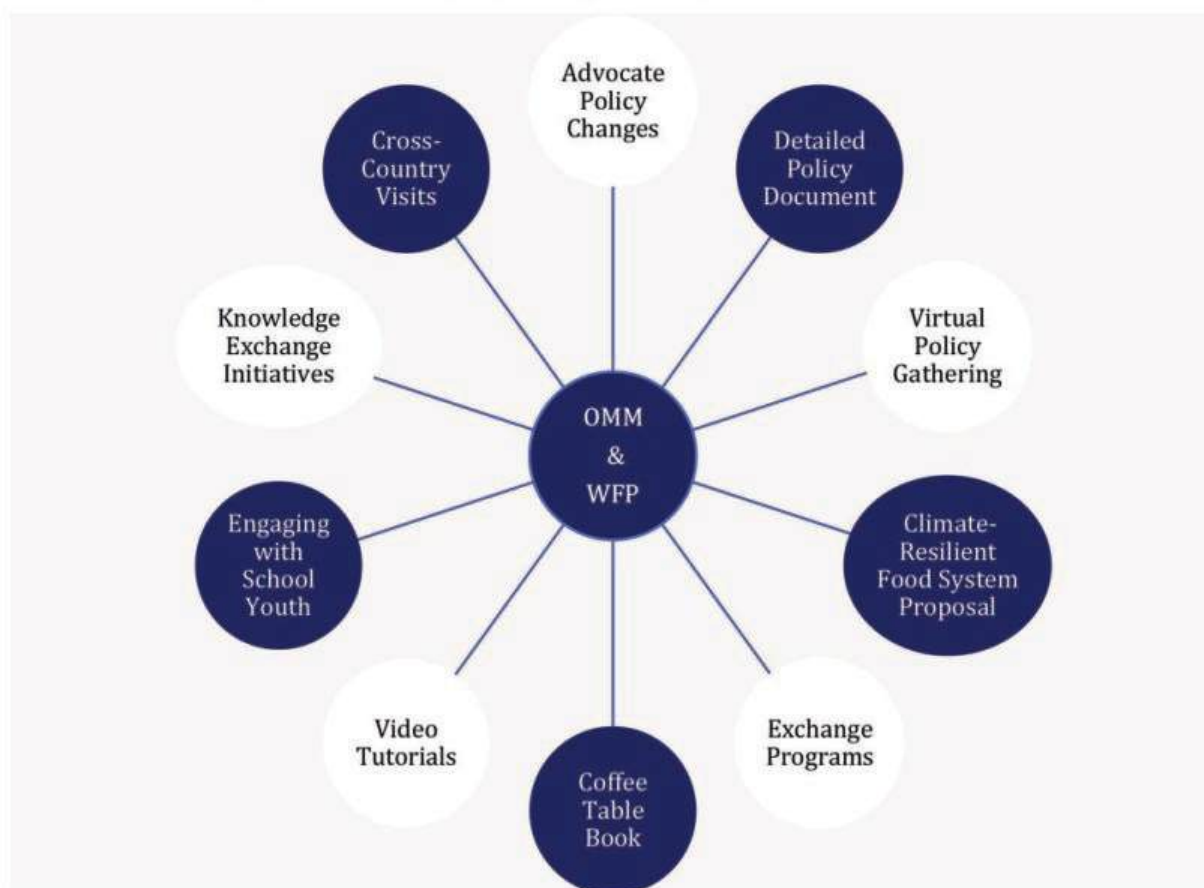 Advocate
Policy
Changes
Detailed
Policy
Document
Virtual
Policy
Gathering
Climate-
Resilient
Food System
Proposal
Exchange
Programs
Coffee
Table
Book
Video
Tutorials
Engaging
with
School
Youth
Knowledge
Exchange
Initiatives
Cross-
Country
Visits
OMM
&
WFP